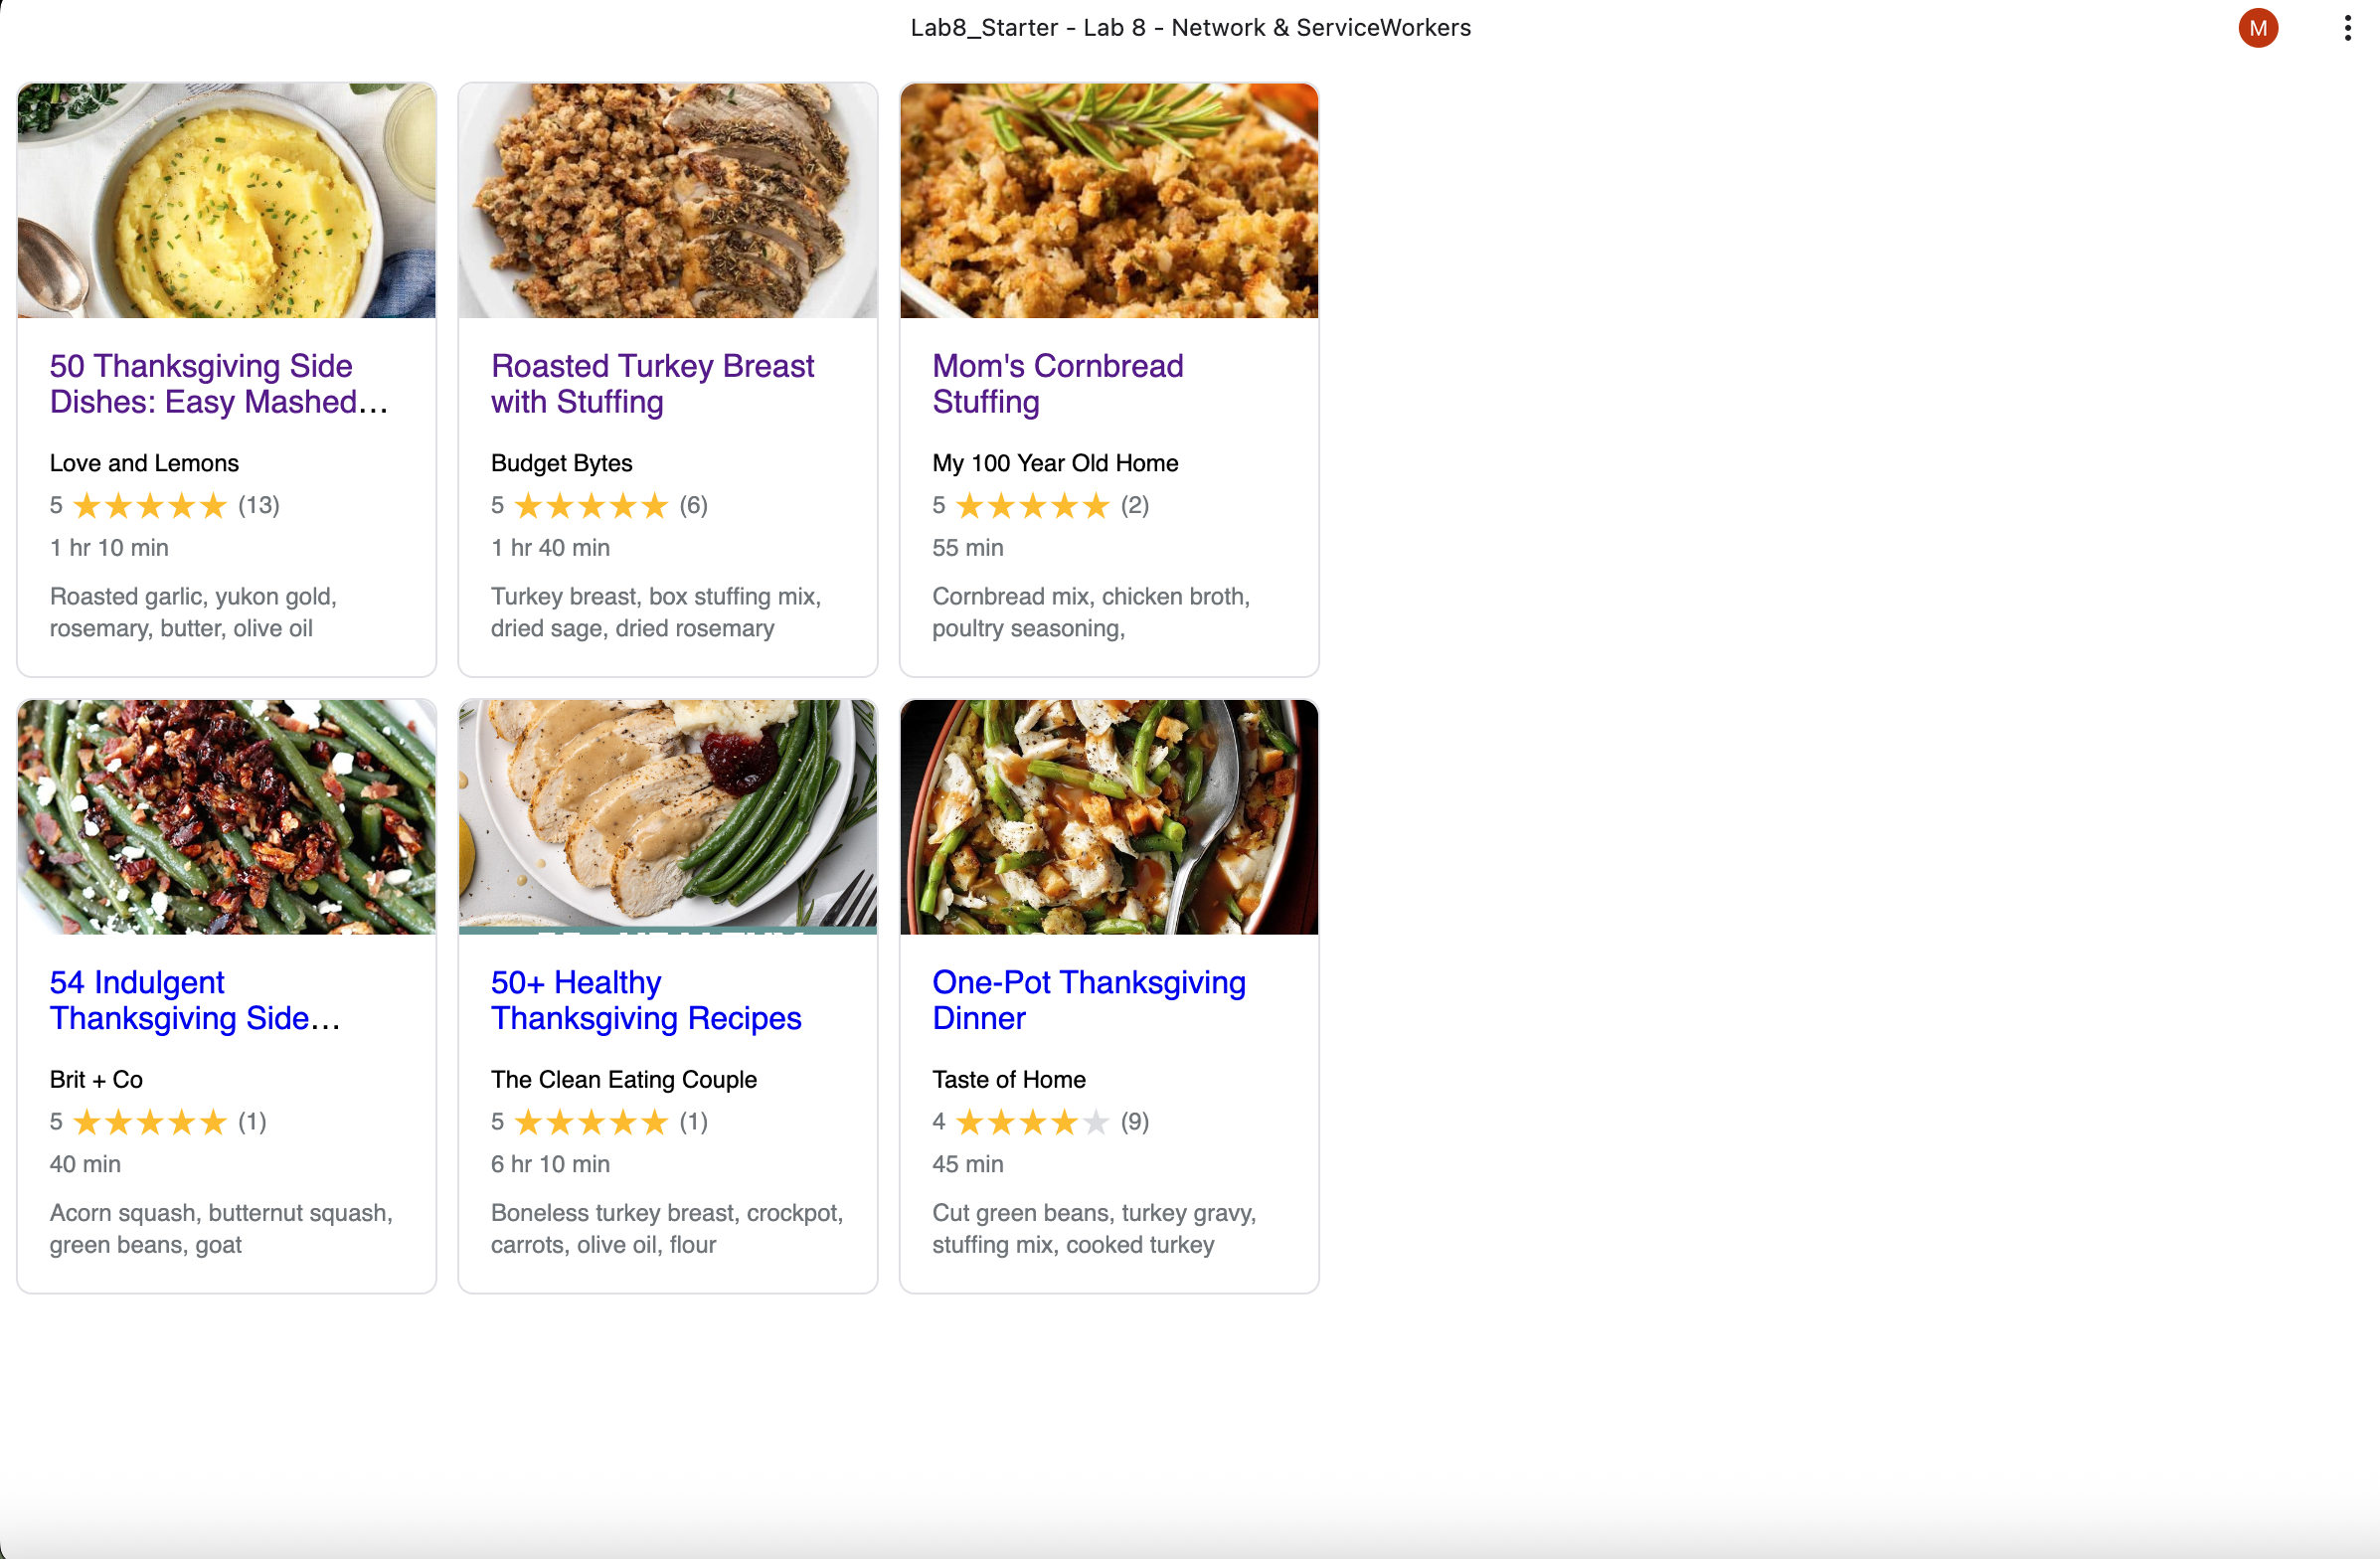 Lab8_Starter - Lab 8 - Network & ServiceWorkers
M
50 Thanksgiving Side
Dishes: Easy Mashed...
Love and Lemons
5 ★★★★★ (13)
1 hr 10 min
Roasted garlic, yukon gold,
rosemary, butter, olive oil
Roasted Turkey Breast
with Stuffing
Budget Bytes
5 ★★★★★ (6)
1 hr 40 min
Turkey breast, box stuffing mix,
dried sage, dried rosemary
Mom's Cornbread
Stuffing
My 100 Year Old Home
5 ★★★★★ (2)
55 min
Cornbread mix, chicken broth,
poultry seasoning,
54 Indulgent
Thanksgiving Side...
Brit + Co
5 ★★★★★ (1)
40 min
Acorn squash, butternut squash,
green beans, goat
50+ Healthy
Thanksgiving Recipes
The Clean Eating Couple
5 ★★★★★ (1)
6 hr 10 min
Boneless turkey breast, crockpot,
carrots, olive oil, flour
One-Pot Thanksgiving
Dinner
Taste of Home
4 ★★★★★ (9)
45 min
Cut green beans, turkey gravy,
stuffing mix, cooked turkey